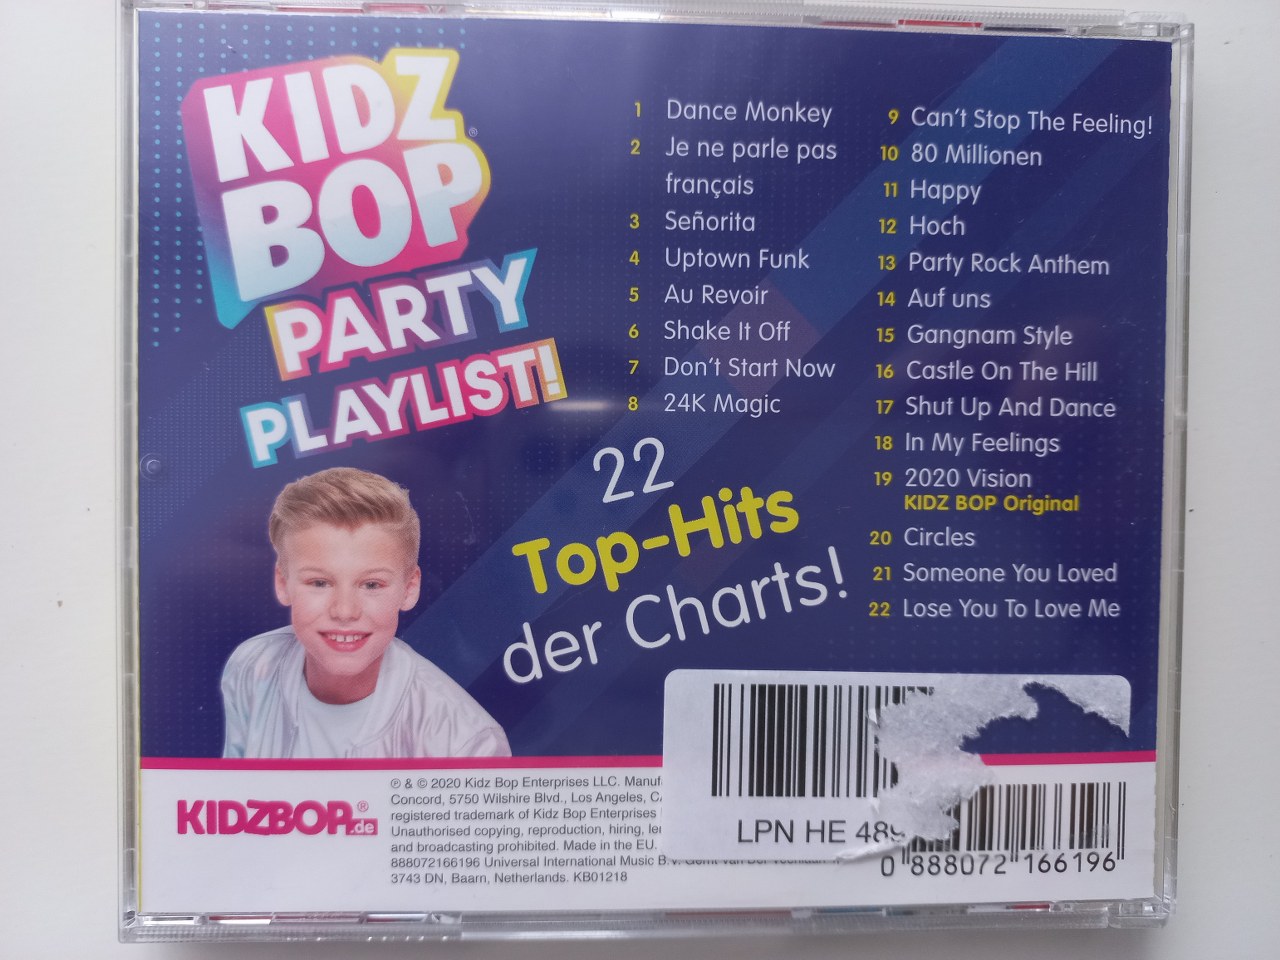 KIDZ
BOP®
PARTY
PLAYLIST!
1 Dance Monkey
2 Je ne parle pas
français
3 Señorita
4 Uptown Funk
5 Au Revoir
6 Shake It Off
7 Don't Start Now
8 24K Magic
9 Can't Stop The Feeling!
10 80 Millionen
11 Happy
12 Hoch
13 Party Rock Anthem
14 Auf uns
15 Gangnam Style
16 Castle On The Hill
17 Shut Up And Dance
18 In My Feelings
19 2020 Vision
KIDZ BOP Original
20 Circles
21 Someone You Loved
22 Lose You To Love Me
22
Top-Hits
der Charts!
KIDZBOP®.de
℗ & © 2020 Kidz Bop Enterprises LLC.
Concord, 5750 Wilshire Blvd., Los Angeles,
registered trademark of Kidz Bop Enterprises
Unauthorised copying, reproduction, hiring,
and broadcasting prohibited. Made in the EU.
888072166196 Universal International Music B.V.
3743 DN, Baarn, Netherlands. KB01218
LPN HE
0 888072 166196